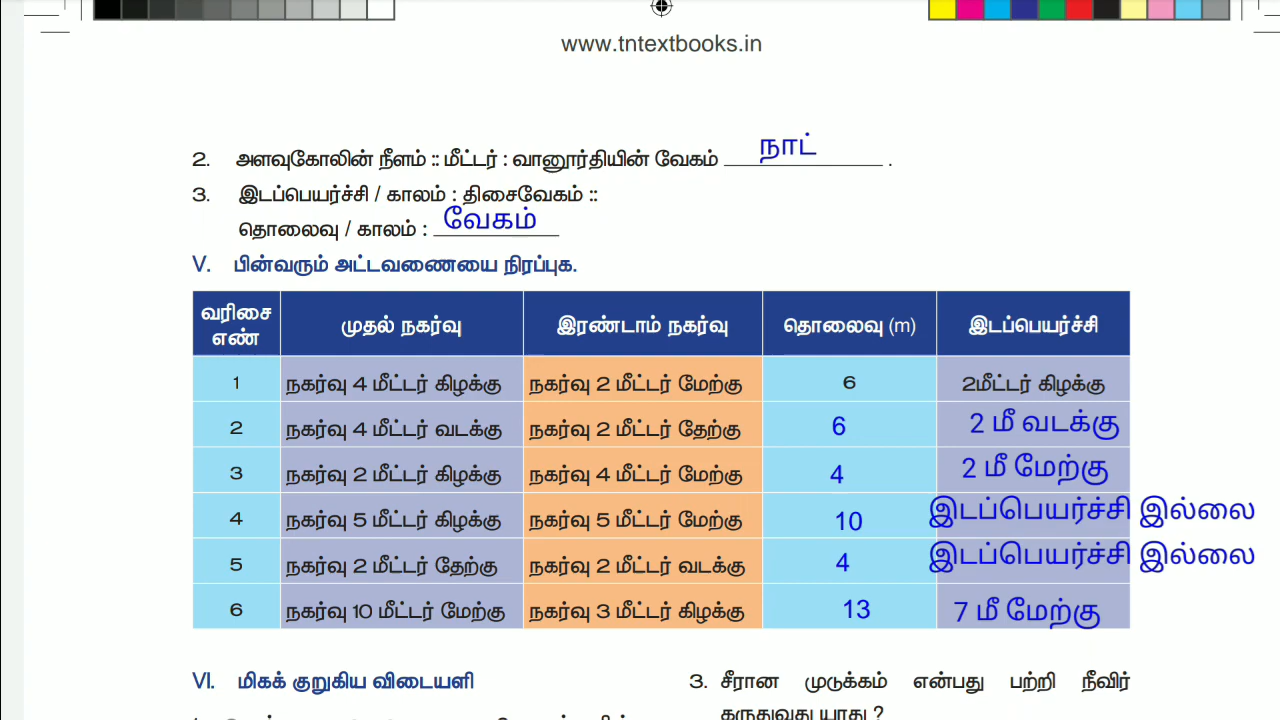 www.tntextbooks.in
2. அளவுகோலின் நீளம் :: மீட்டர் : வானூர்தியின் வேகம் நாட் .
3. இடப்பெயர்ச்சி / காலம் : திசைவேகம் ::
தொலைவு / காலம் : வேகம்
V. பின்வரும் அட்டவணையை நிரப்புக.
வரிசை எண் முதல் நகர்வு இரண்டாம் நகர்வு தொலைவு (m) இடப்பெயர்ச்சி
1 நகர்வு 4 மீட்டர் கிழக்கு நகர்வு 2 மீட்டர் மேற்கு 6 2மீட்டர் கிழக்கு
2 நகர்வு 4 மீட்டர் வடக்கு நகர்வு 2 மீட்டர் தேற்கு 6 2 மீ வடக்கு
3 நகர்வு 2 மீட்டர் கிழக்கு நகர்வு 4 மீட்டர் மேற்கு 4 2 மீ மேற்கு
4 நகர்வு 5 மீட்டர் கிழக்கு நகர்வு 5 மீட்டர் மேற்கு 10 இடப்பெயர்ச்சி இல்லை
5 நகர்வு 2 மீட்டர் தேற்கு நகர்வு 2 மீட்டர் வடக்கு 4 இடப்பெயர்ச்சி இல்லை
6 நகர்வு 10 மீட்டர் மேற்கு நகர்வு 3 மீட்டர் கிழக்கு 13 7 மீ மேற்கு
VI. மிகக் குறுகிய விடையளி
3. சீரான முடுக்கம் என்பது பற்றி நீவிர்
கருதுவது யாது ?